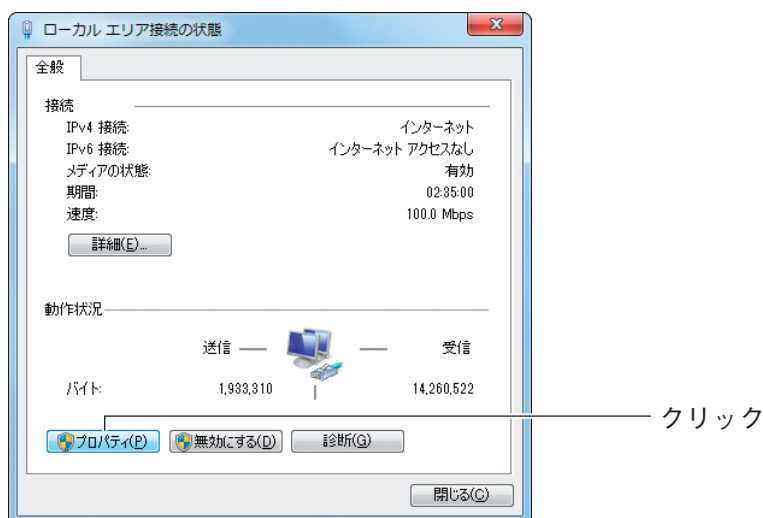 ローカル エリア接続の状態
全般
接続
IPv4 接続: インターネット
IPv6 接続: インターネット アクセスなし
メディアの状態: 有効
期間: 02:35:00
速度: 100.0 Mbps
詳細(E)...
動作状況
送信 受信
バイト: 1,933,310 14,260,522
クリック
プロパティ(P) 無効にする(D) 診断(G)
閉じる(C)